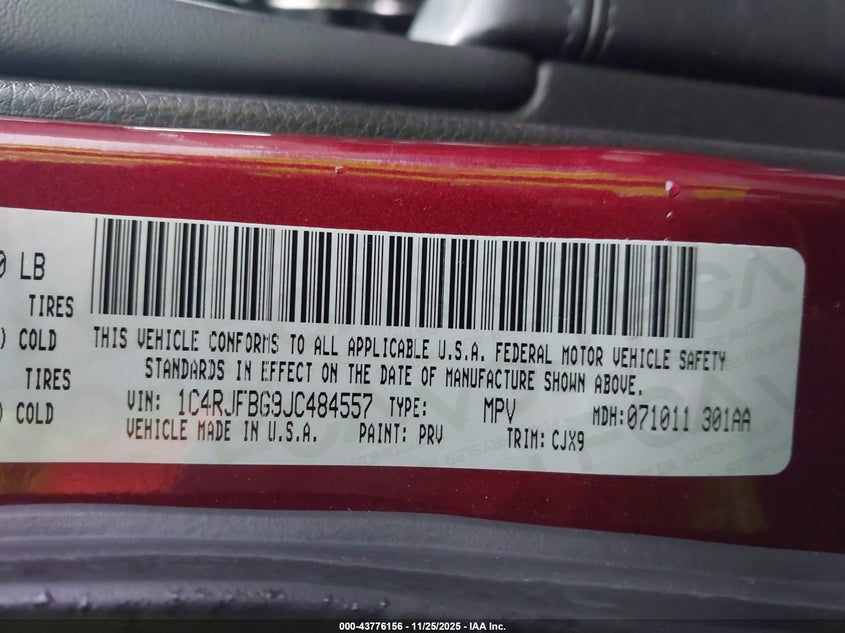 0 LB
TIRES
) COLD
TIRES
) COLD
THIS VEHICLE CONFORMS TO ALL APPLICABLE U.S.A. FEDERAL MOTOR VEHICLE SAFETY
STANDARDS IN EFFECT ON THE DATE OF MANUFACTURE SHOWN ABOVE.
VIN: 1C4RJFBG9JC484557 TYPE: MPV MDH:071011 301AA
VEHICLE MADE IN U.S.A. PAINT: PRV TRIM: CJX9
000-43776156 - 11/25/2025 - IAA Inc.